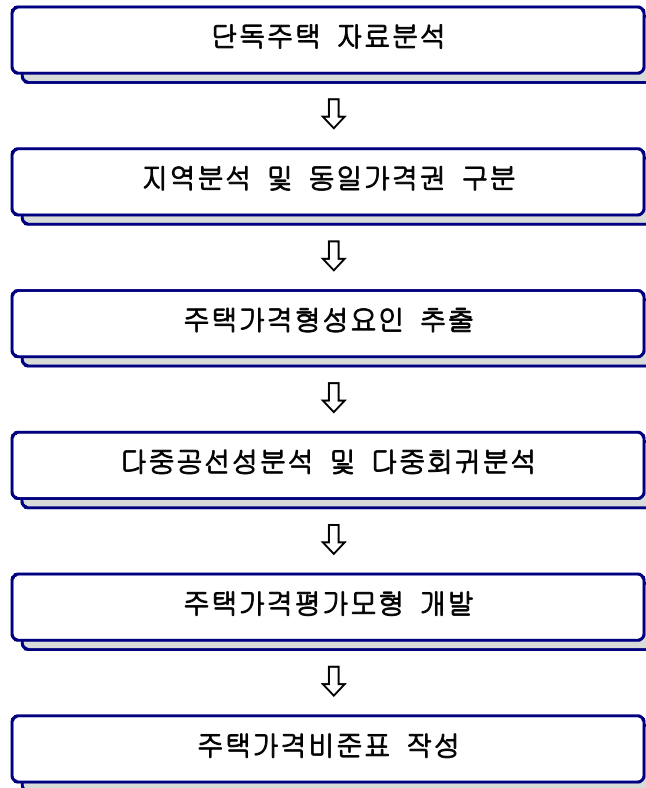 단독주택 자료분석
지역분석 및 동일가격권 구분
주택가격형성요인 추출
다중공선성분석 및 다중회귀분석
주택가격평가모형 개발
주택가격비준표 작성